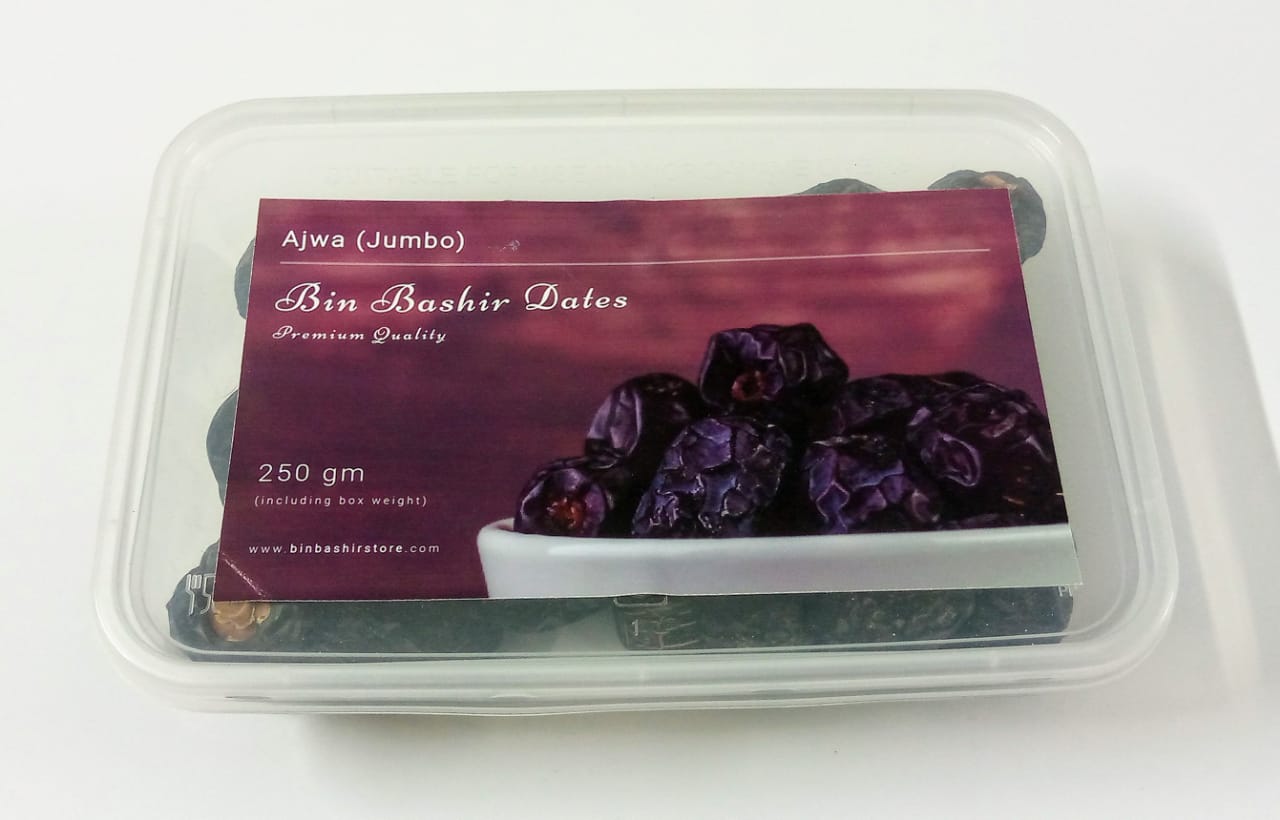 Ajwa (Jumbo)
Bin Bashir Dates
Premium Quality
250 gm
(including box weight)
www.binbashirstore.com